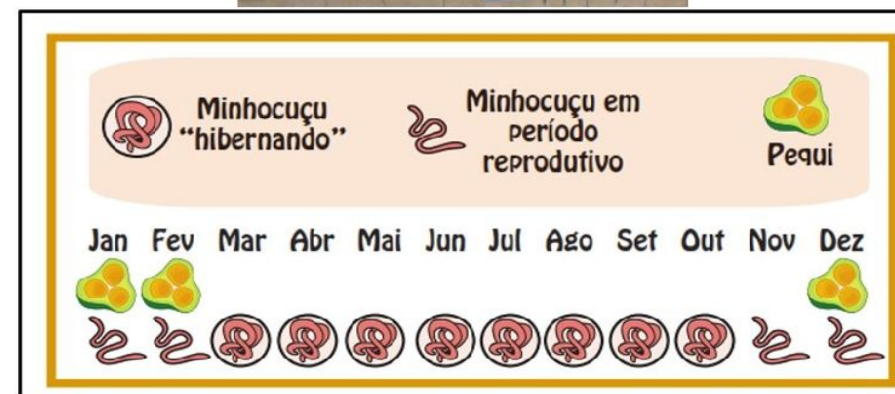 Minhocuçu
“hibernando”
Minhocuçu em
período
reprodutivo
Pequi
Jan Fev Mar Abr Mai Jun Jul Ago Set Out Nov Dez